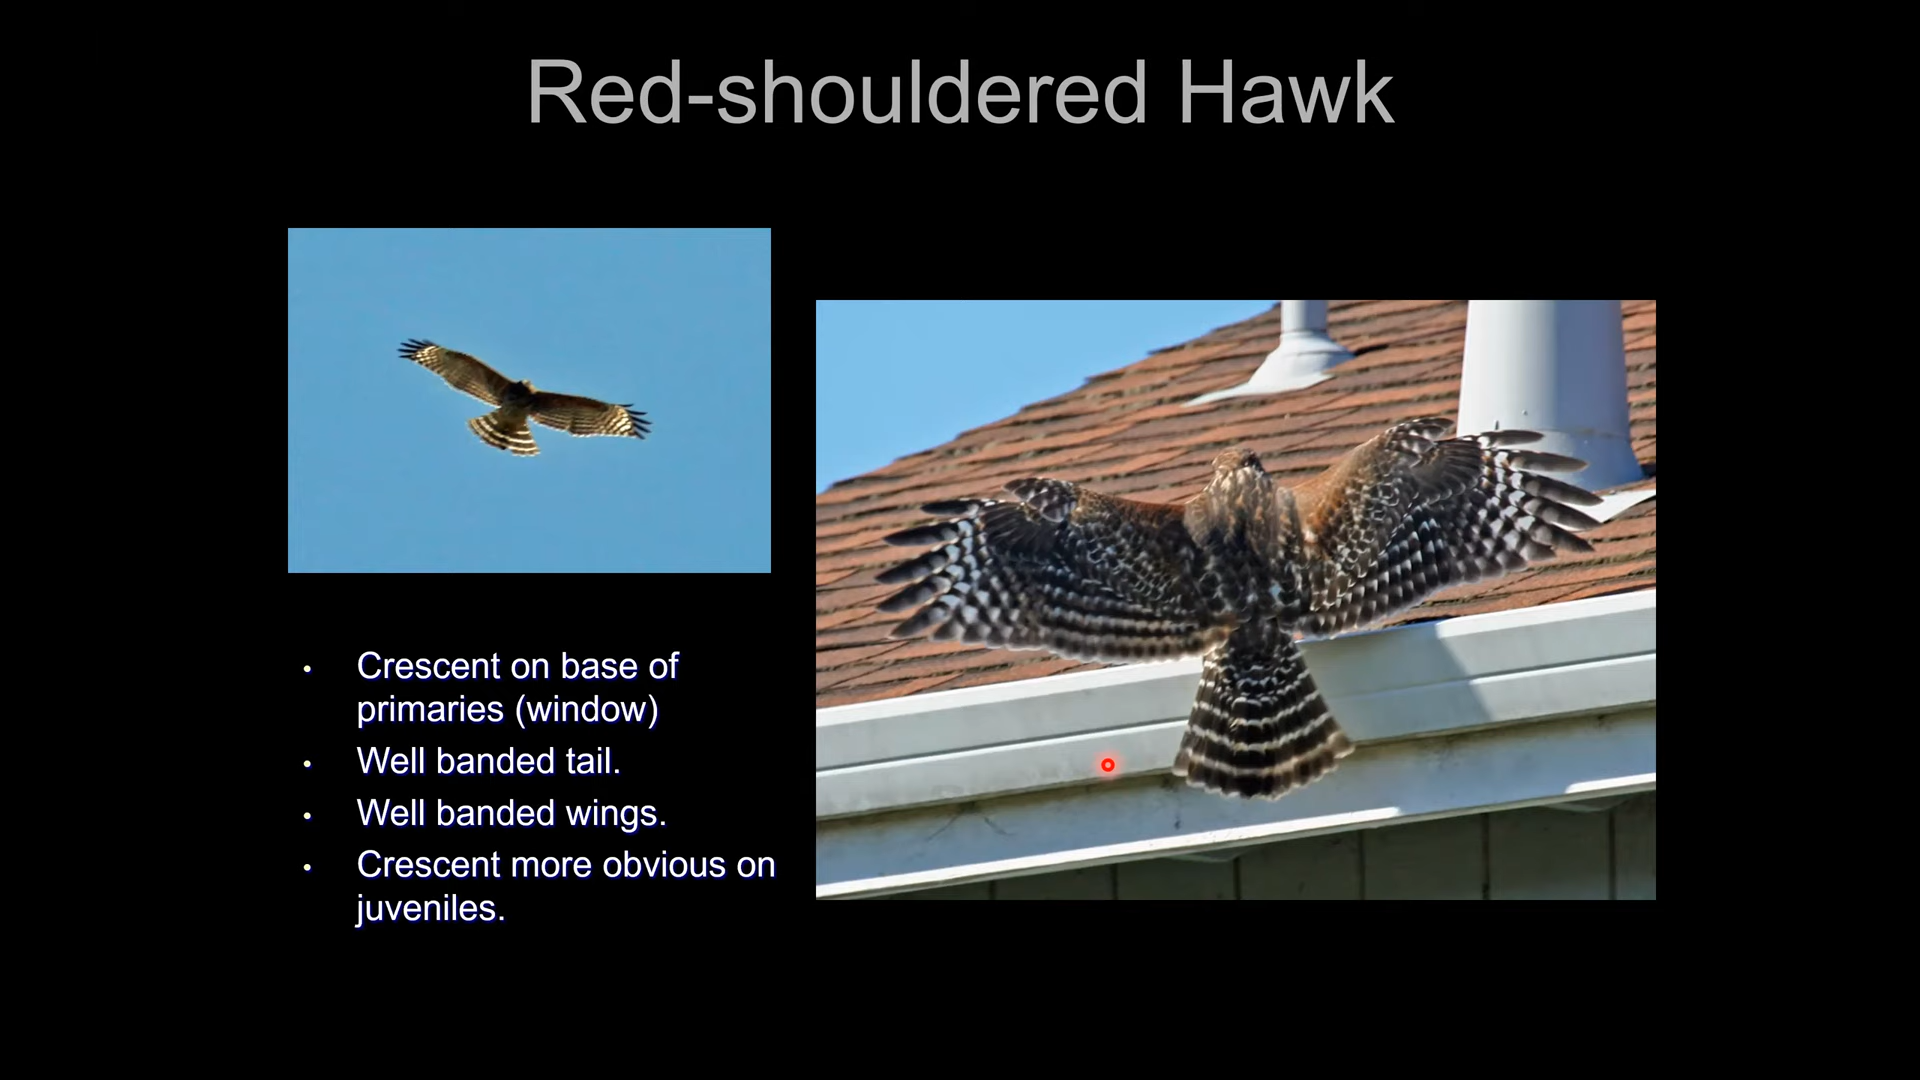 Red-shouldered Hawk
• Crescent on base of
primaries (window)
• Well banded tail.
• Well banded wings.
• Crescent more obvious on
juveniles.